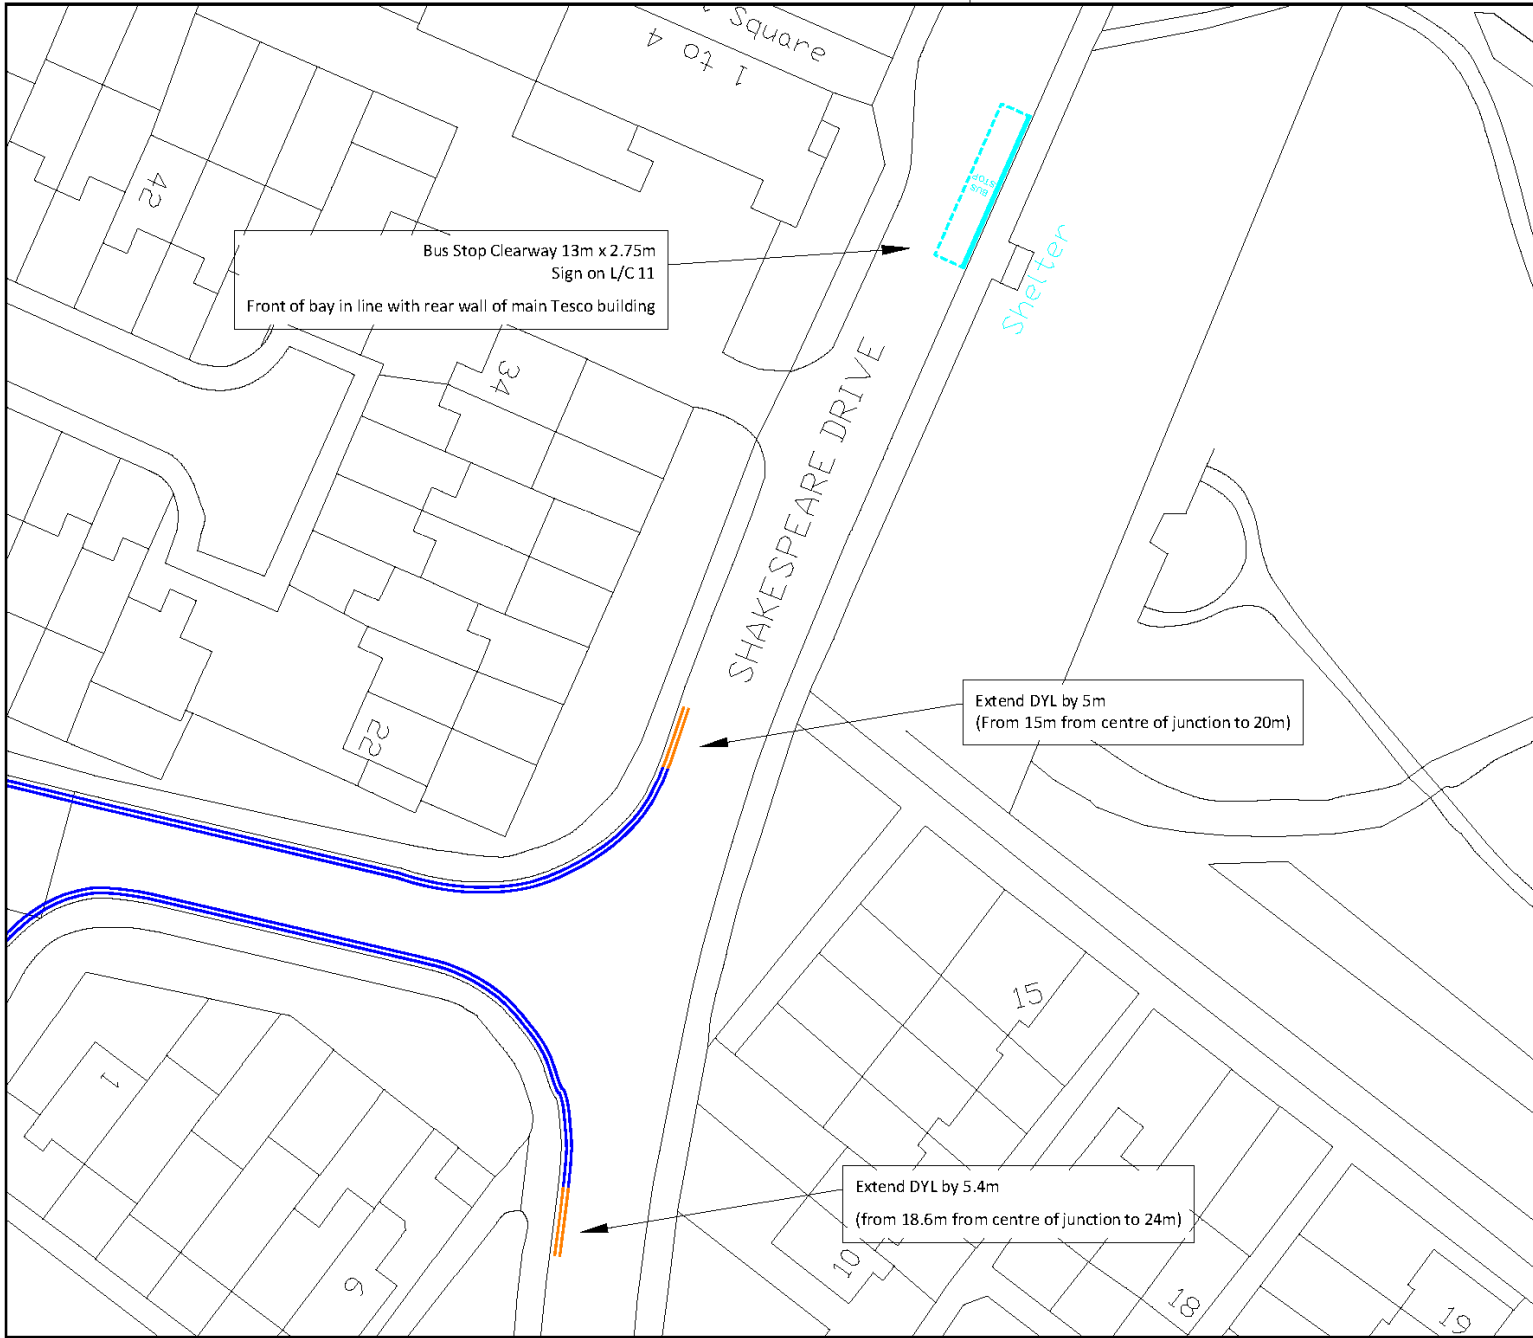 Square
1 to 4
42
BUS
STOP
Shelter
Bus Stop Clearway 13m x 2.75m
Sign on L/C 11
Front of bay in line with rear wall of main Tesco building
34
SHAKESPEARE DRIVE
22
Extend DYL by 5m
(From 15m from centre of junction to 20m)
15
1
Extend DYL by 5.4m
(from 18.6m from centre of junction to 24m)
10
18
19